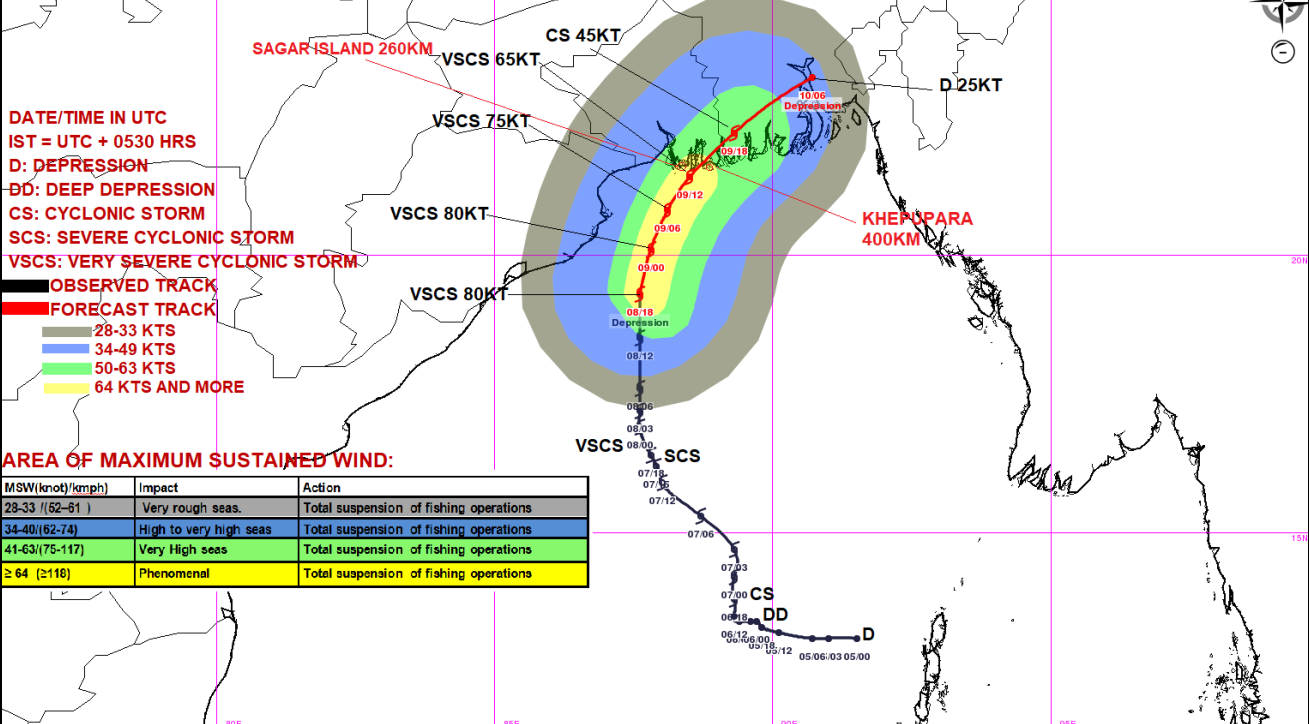 CS 45KT
SAGAR ISLAND 260KM
VSCS 65KT
D 25KT
10/06
Depression
DATE/TIME IN UTC
IST = UTC + 0530 HRS
D: DEPRESSION
DD: DEEP DEPRESSION
CS: CYCLONIC STORM
SCS: SEVERE CYCLONIC STORM
VSCS: VERY SEVERE CYCLONIC STORM
OBSERVED TRACK
FORECAST TRACK
28-33 KTS
34-49 KTS
50-63 KTS
64 KTS AND MORE
VSCS 75KT
09/18
09/12
VSCS 80KT
09/06
KHEPUPARA
400KM
20N
09/00
VSCS 80KT
08/18
Depression
08/12
08/06
08/03
08/00
VSCS
SCS
07/18
07/12
07/06
15N
07/03
07/00
CS
06/18
DD
06/12
06/00
05/18
05/12
D
05/06
/03
05/00
AREA OF MAXIMUM SUSTAINED WIND:
MSW(knot)/kmph) Impact Action
28-33 /(52–61 ) Very rough seas. Total suspension of fishing operations
34-40/(62-74) High to very high seas Total suspension of fishing operations
41-63/(75-117) Very High seas Total suspension of fishing operations
≥ 64 (≥118) Phenomenal Total suspension of fishing operations